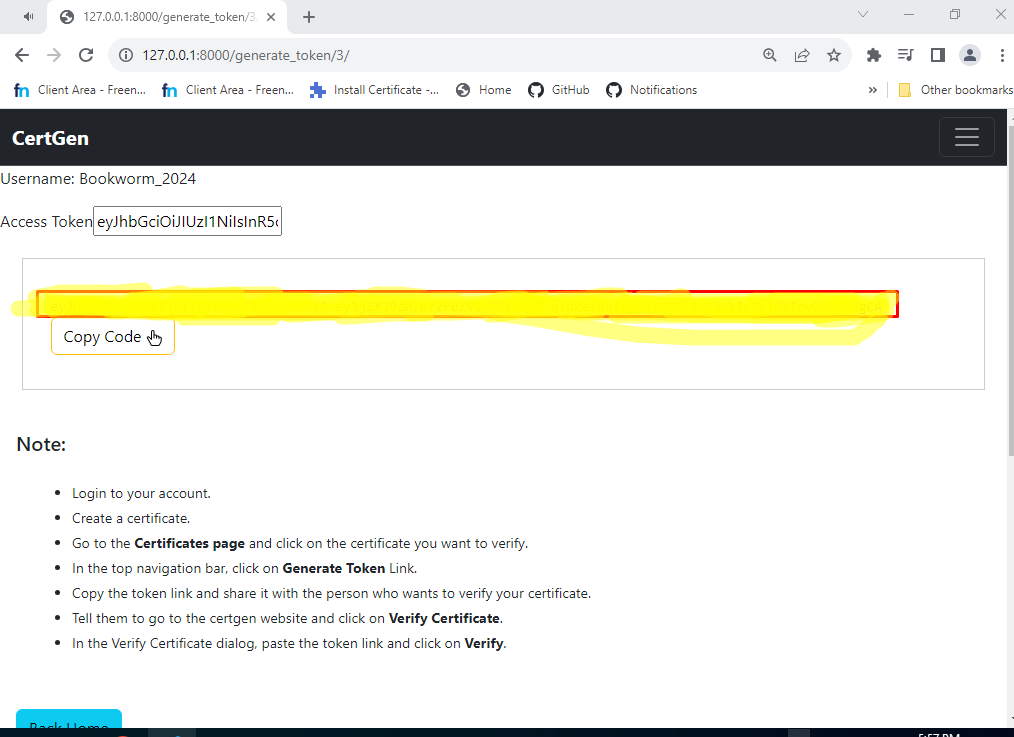 127.0.0.1:8000/generate_token/3
127.0.0.1:8000/generate_token/3/
Client Area - Freen...
Client Area - Freen...
Install Certificate -...
Home
GitHub
Notifications
»
Other bookmarks
CertGen
Username: Bookworm_2024
Access Token eyJhbGciOiJIUzI1NiIsInR5c
Copy Code
Note:
• Login to your account.
• Create a certificate.
• Go to the Certificates page and click on the certificate you want to verify.
• In the top navigation bar, click on Generate Token Link.
• Copy the token link and share it with the person who wants to verify your certificate.
• Tell them to go to the certgen website and click on Verify Certificate.
• In the Verify Certificate dialog, paste the token link and click on Verify.
Back Home
5:57 PM